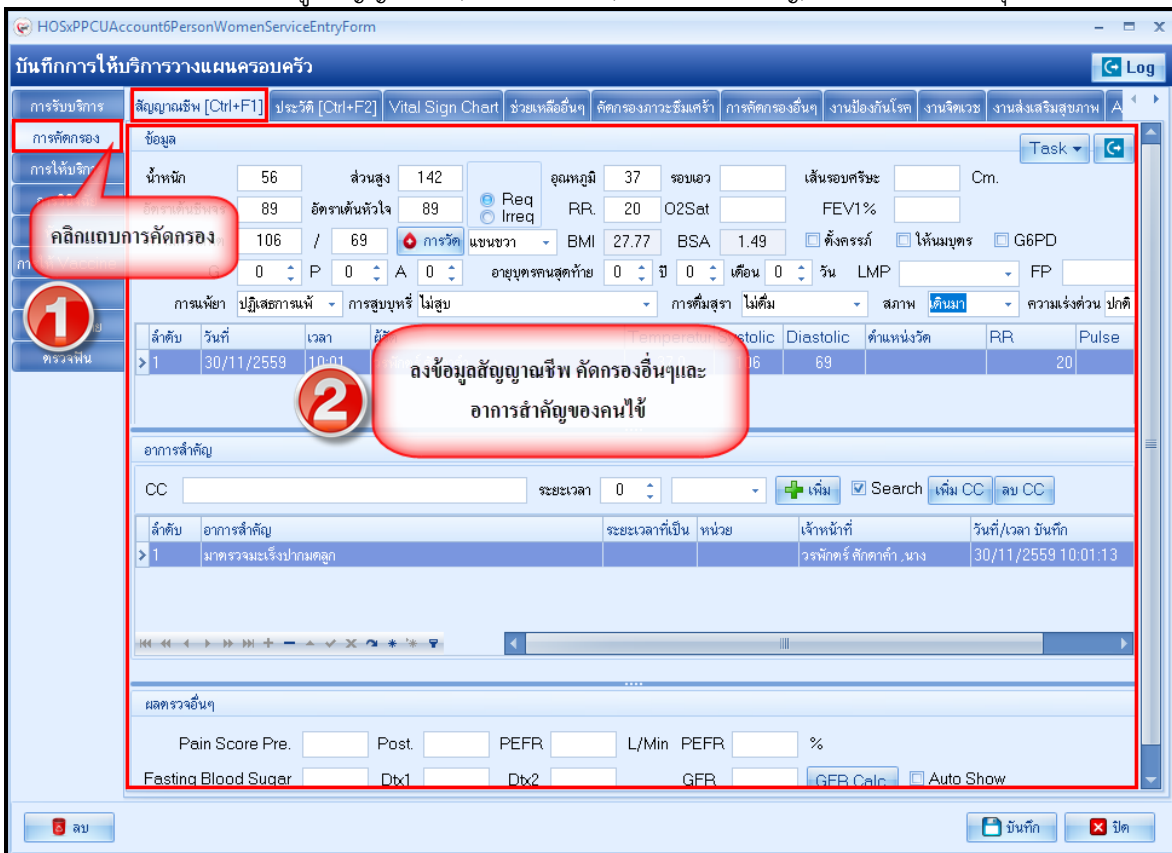 HOSxPPCUAccount6PersonWomenServiceEntryForm
บันทึกการให้บริการวางแผนครอบครัว Log
การรับบริการ สัญญาณชีพ [Ctrl+F1] ประวัติ [Ctrl+F2] Vital Sign Chart ช่วยเหลืออื่นๆ คัดกรองภาวะซึมเศร้า การคัดกรองอื่นๆ งานป้องกันโรค งานจิตเวช งานส่งเสริมสุขภาพ A
การคัดกรอง ข้อมูล Task
น้ำหนัก 56 ส่วนสูง 142 อุณหภูมิ 37 รอบเอว เส้นรอบศรีษะ Cm.
อัตราเต้นชีพจร 89 อัตราเต้นหัวใจ 89 Req Irreq RR. 20 O2Sat FEV1%
คลิกแถบการคัดกรอง 106 / 69 การวัด แขนขวา BMI 27.77 BSA 1.49 ตั้งครรภ์ ให้นมบุตร G6PD
G 0 P 0 A 0 อายุบุตรคนสุดท้าย 0 ปี 0 เดือน 0 วัน LMP FP
1 การแพ้ยา ปฏิเสธการแพ้ การสูบบุหรี่ ไม่สูบ การดื่มสุรา ไม่ดื่ม สภาพ เดินมา ความเร่งด่วน ปกติ
ลำดับ วันที่ เวลา Systolic Diastolic ตำแหน่งวัด RR Pulse
ตรวจฟัน 1 30/11/2559 10:01 69 20
2 ลงข้อมูลสัญญาณชีพ คัดกรองอื่นๆและ
อาการสำคัญของคนไข้
อาการสำคัญ
CC ระยะเวลา 0 เพิ่ม Search เพิ่ม CC ลบ CC
ลำดับ อาการสำคัญ ระยะเวลาที่เป็น หน่วย เจ้าหน้าที่ วันที่/เวลา บันทึก
1 มาตรวจมะเร็งปากมดลูก วรพักตร์ ศักดาคำ ,นาง 30/11/2559 10:01:13
ผลตรวจอื่นๆ
Pain Score Pre. Post. PEFR L/Min PEFR %
Fasting Blood Sugar Dtx1 Dtx2 GFR GFR Calc Auto Show
ลบ บันทึก ปิด